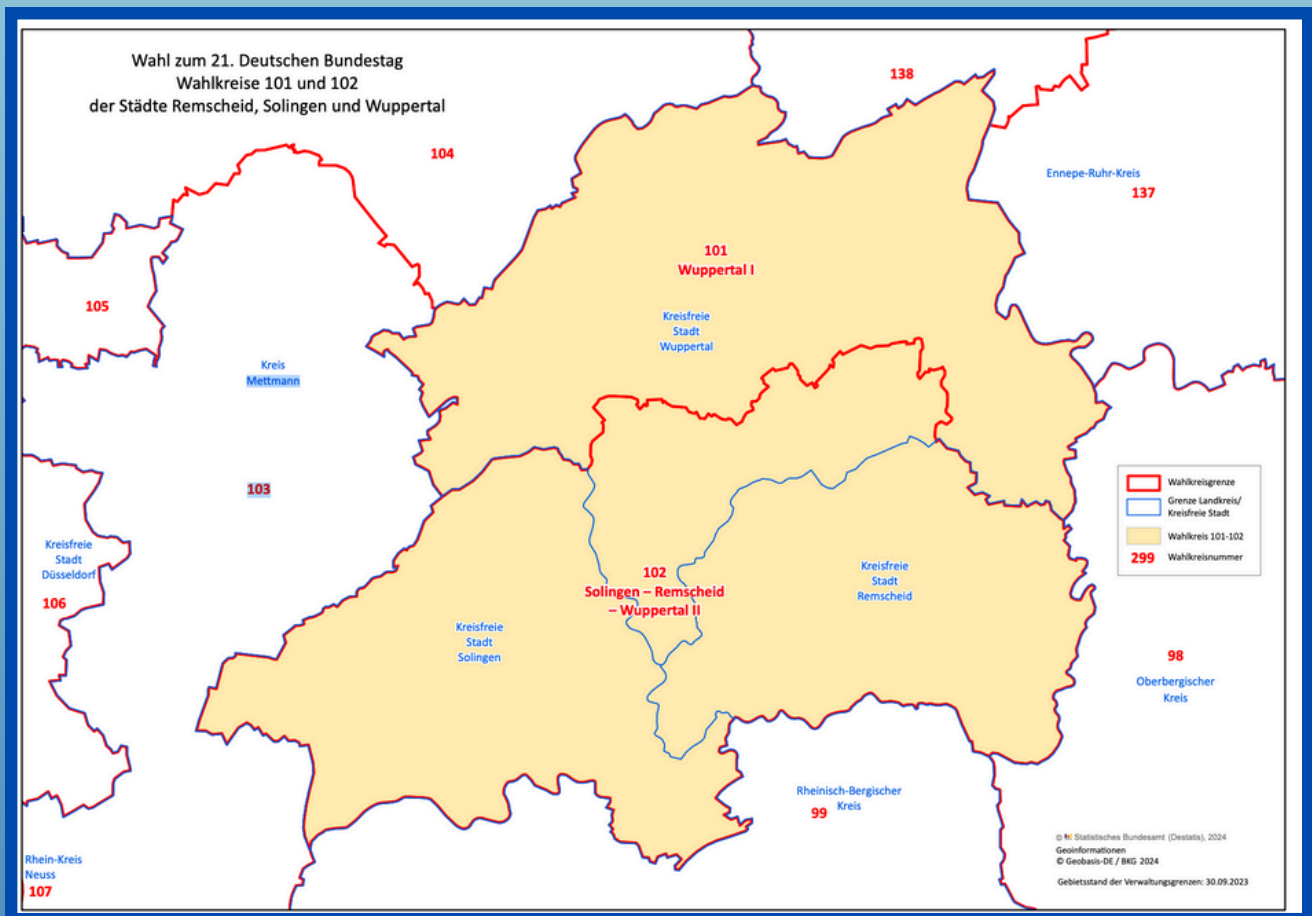 Wahl zum 21. Deutschen Bundestag
Wahlkreise 101 und 102
der Städte Remscheid, Solingen und Wuppertal
138
104
Ennepe-Ruhr-Kreis
137
101
Wuppertal I
105
Kreisfreie
Stadt
Wuppertal
Kreis
Mettmann
103
Wahlkreisgrenze
Grenze Landkreis/
Kreisfreie Stadt
Wahlkreis 101-102
299 Wahlkreisnummer
Kreisfreie
Stadt
Düsseldorf
106
102
Solingen – Remscheid
– Wuppertal II
Kreisfreie
Stadt
Remscheid
Kreisfreie
Stadt
Solingen
98
Oberbergischer
Kreis
Rheinisch-Bergischer
Kreis
99
Rhein-Kreis
Neuss
107
© Statistisches Bundesamt (Destatis), 2024
Geoinformationen
© Geobasis-DE / BKG 2024
Gebietsstand der Verwaltungsgrenzen: 30.09.2023